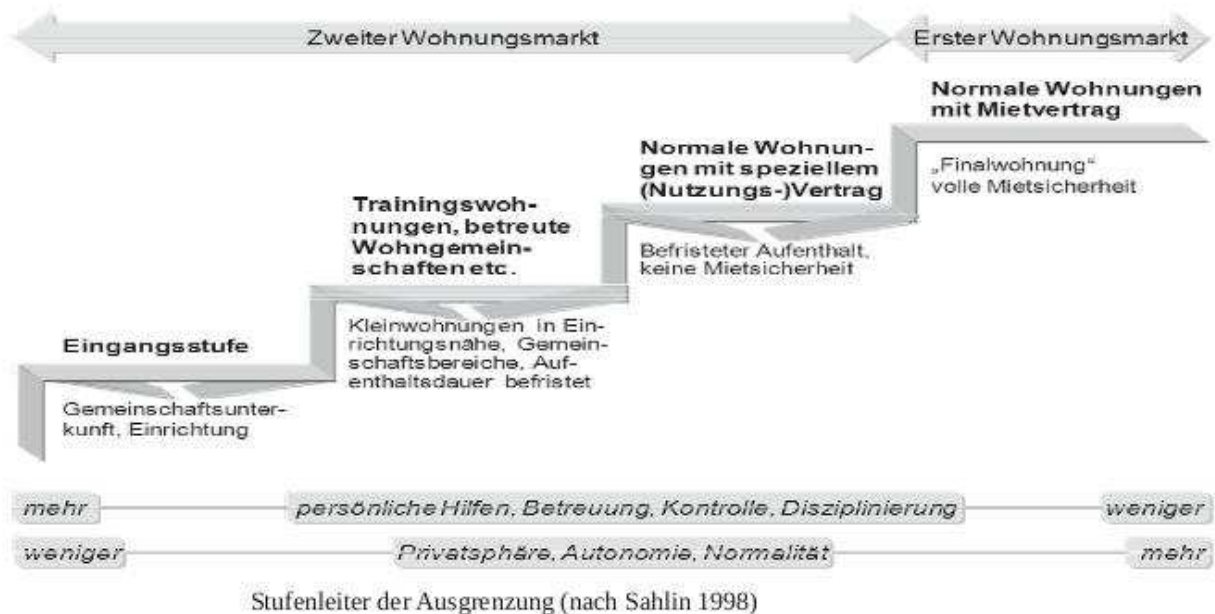 Zweiter Wohnungsmarkt
Erster Wohnungsmarkt
Normale Wohnungen
mit Mietvertrag
„Finalwohnung“
volle Mietsicherheit
Normale Wohnun-
gen mit speziellem
(Nutzungs-)Vertrag
Befristeter Aufenthalt,
keine Mietsicherheit
Trainingswoh-
nungen, betreute
Wohngemein-
schaften etc.
Kleinwohnungen in Ein-
richtungsnähe, Gemein-
schaftsbereiche, Auf-
enthaltsdauer befristet
Eingangsstufe
Gemeinschaftsunter-
kunft, Einrichtung
mehr persönliche Hilfen, Betreuung, Kontrolle, Disziplinierung weniger
weniger Privatsphäre, Autonomie, Normalität mehr
Stufenleiter der Ausgrenzung (nach Sahlin 1998)